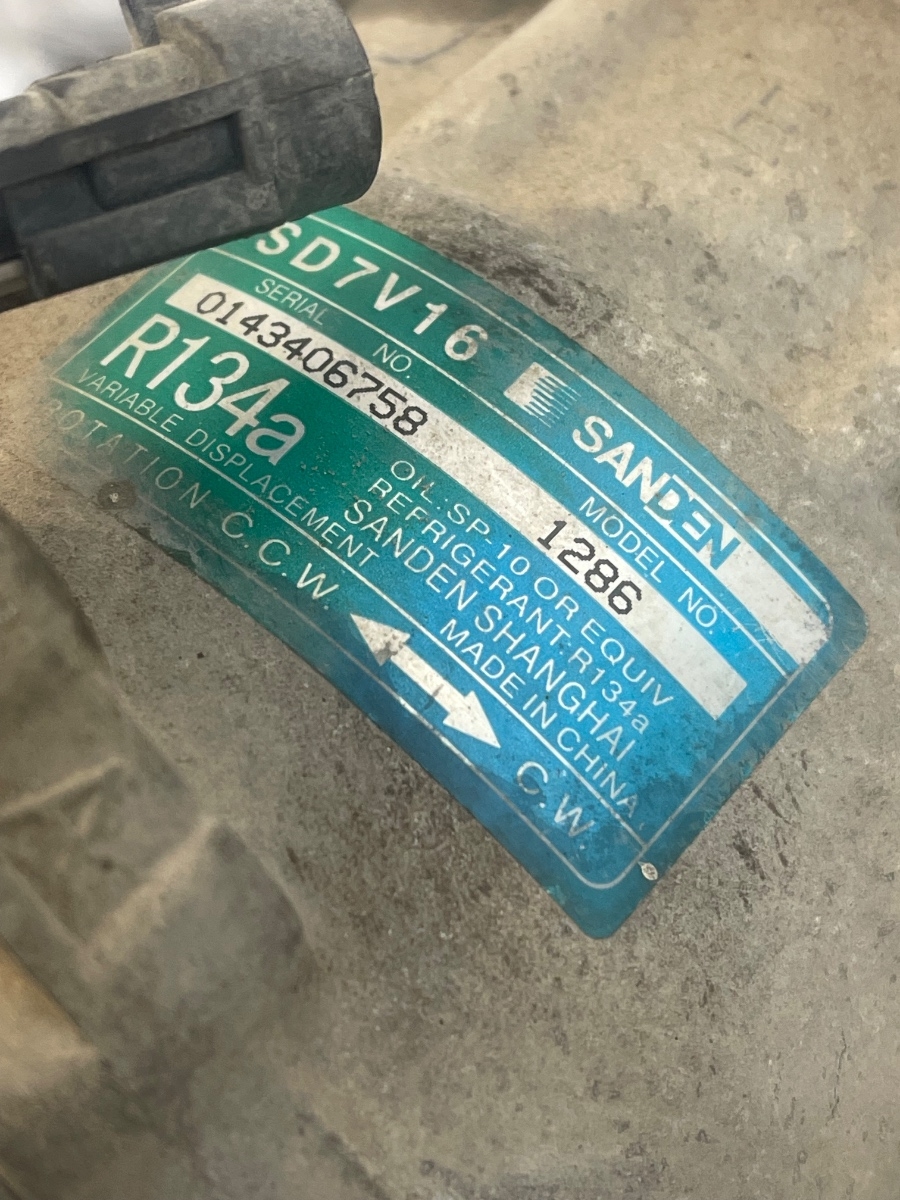 SD7V16 SANDEN
SERIAL NO. MODEL NO.
0143406758 1286
R134a
OIL:SP-10 OR EQUIV
REFRIGERANT:R134a
SANDEN SHANGHAI
VARIABLE DISPLACEMENT MADE IN CHINA
ROTATION C.C.W. C.W.